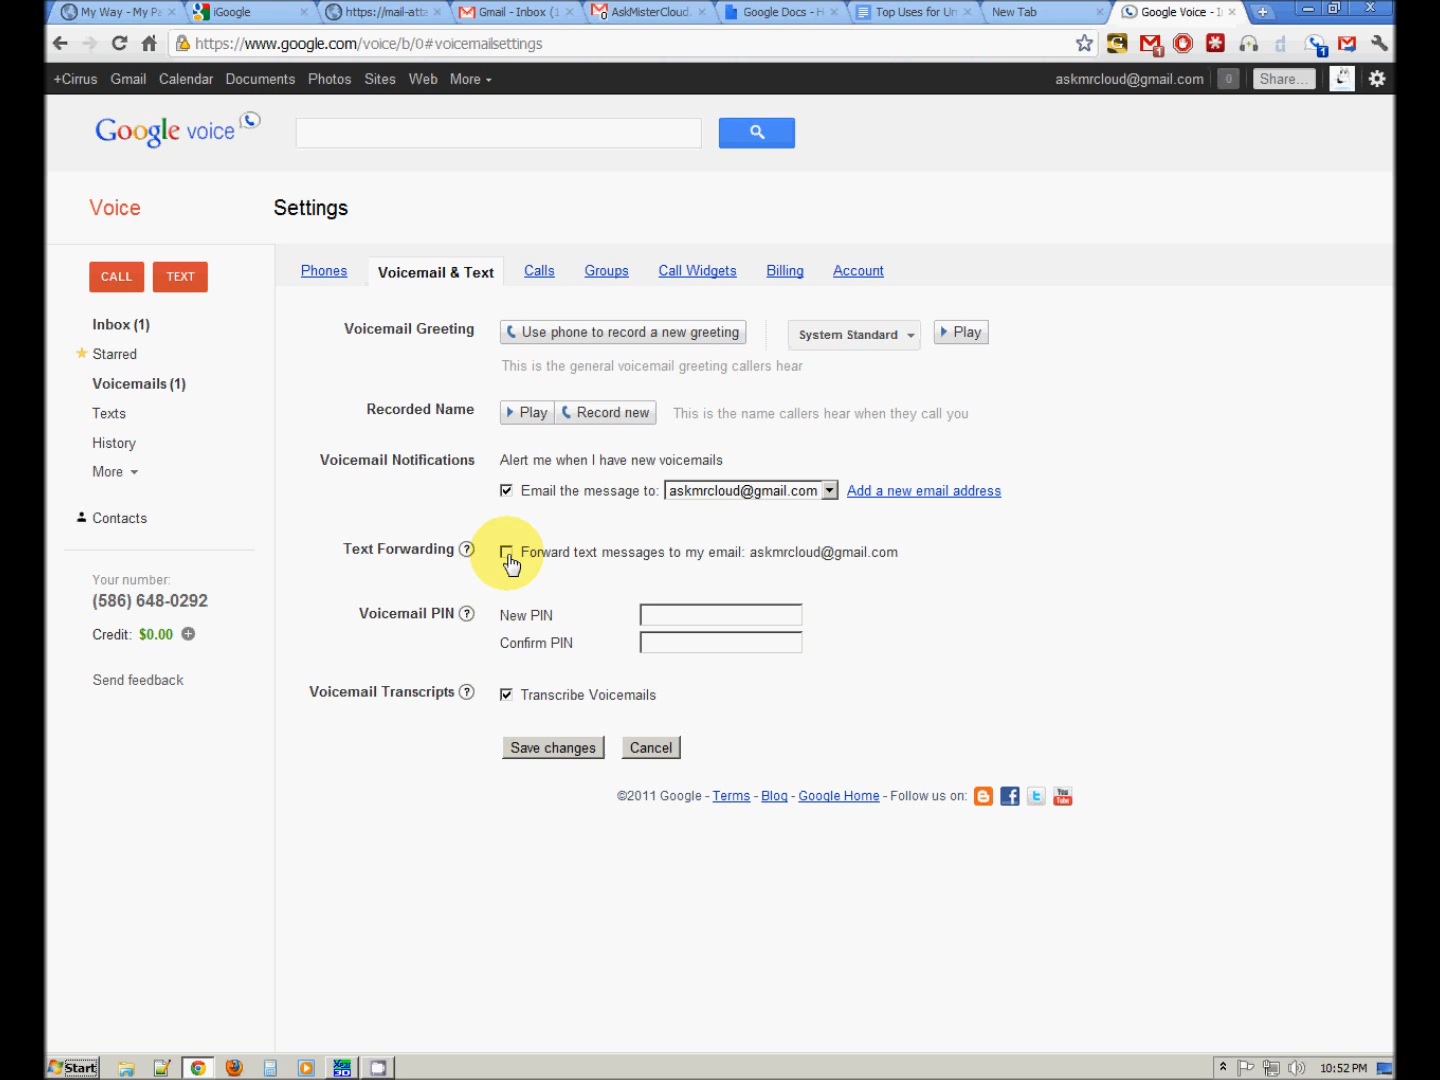 My Way - My Pa
iGoogle
https://mail-atta
Gmail - Inbox (1
AskMisterCloud.
Google Docs - H
Top Uses for Un
New Tab
Google Voice - I
https://www.google.com/voice/b/0#voicemailsettings
+Cirrus Gmail Calendar Documents Photos Sites Web More
askmrcloud@gmail.com 0 Share...
Google voice
Voice
Settings
CALL TEXT
Phones Voicemail & Text Calls Groups Call Widgets Billing Account
Inbox (1)
Starred
Voicemails (1)
Texts
History
More
Contacts
Your number:
(586) 648-0292
Credit: $0.00
Send feedback
Voicemail Greeting Use phone to record a new greeting System Standard Play
This is the general voicemail greeting callers hear
Recorded Name Play Record new This is the name callers hear when they call you
Voicemail Notifications Alert me when I have new voicemails
Email the message to: askmrcloud@gmail.com Add a new email address
Text Forwarding ? Forward text messages to my email: askmrcloud@gmail.com
Voicemail PIN ? New PIN
Confirm PIN
Voicemail Transcripts ? Transcribe Voicemails
Save changes Cancel
©2011 Google - Terms - Blog - Google Home - Follow us on:
You Tube
Start
10:52 PM